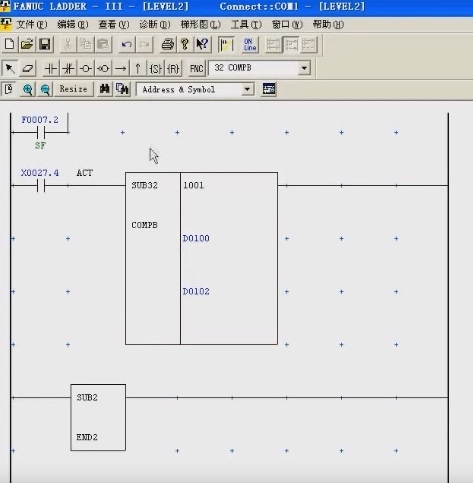 FANUC LADDER - III - [LEVEL2] Connect::COM1 - [LEVEL2]
文件(F) 编辑(E) 查看(V) 诊断(D) 梯形图(L) 工具(T) 窗口(W) 帮助(H)
ON Line
(S) (R) FNC 32 COMPB
Resize Address & Symbol
F0007.2
SF
X0027.4 ACT
SUB32 1001
COMPB
D0100
D0102
SUB2
END2